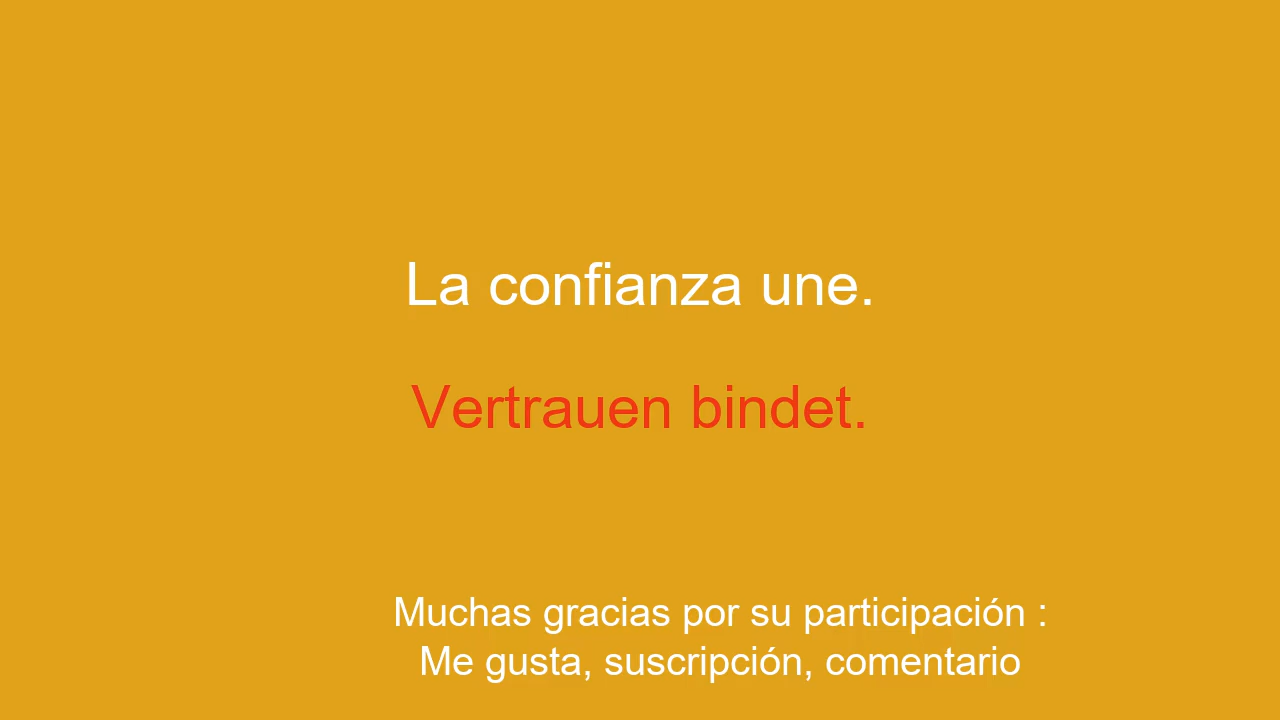 La confianza une.
Vertrauen bindet.
Muchas gracias por su participación :
Me gusta, suscripción, comentario